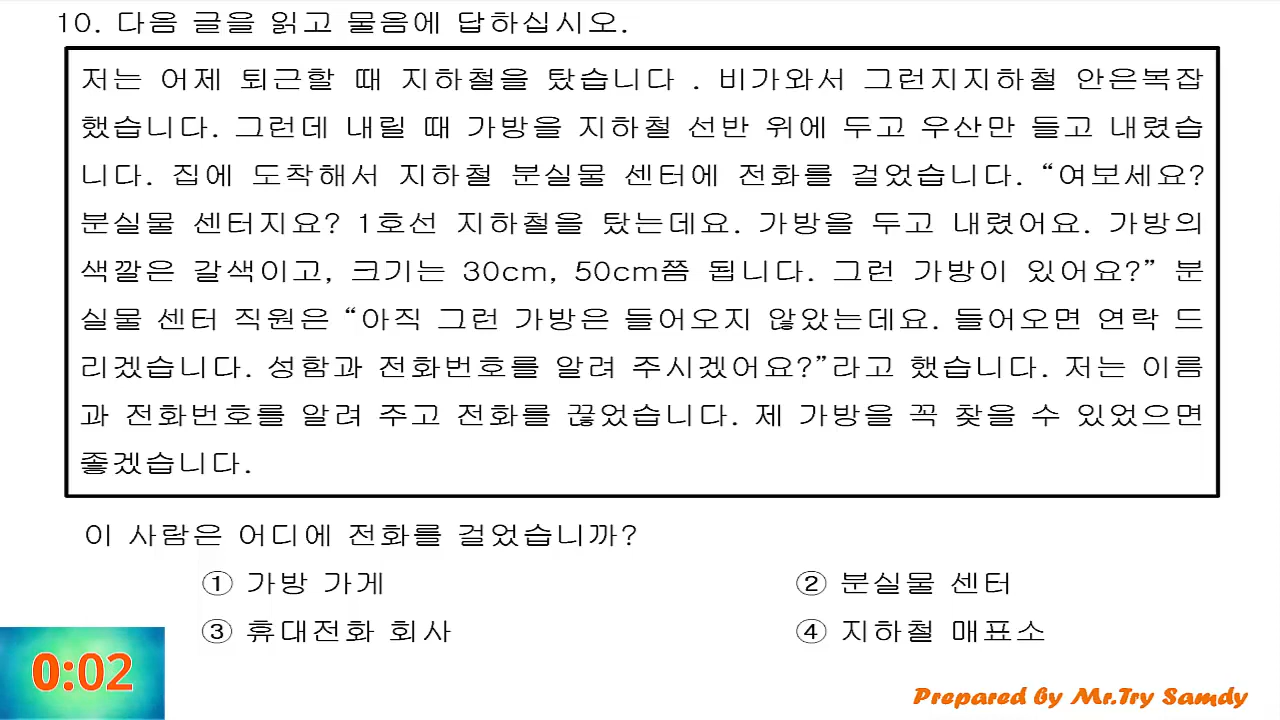 10. 다음 글을 읽고 물음에 답하십시오.
저는 어제 퇴근할 때 지하철을 탔습니다 . 비가와서 그런지지하철 안은복잡
했습니다. 그런데 내릴 때 가방을 지하철 선반 위에 두고 우산만 들고 내렸습
니다. 집에 도착해서 지하철 분실물 센터에 전화를 걸었습니다. “여보세요?
분실물 센터지요? 1호선 지하철을 탔는데요. 가방을 두고 내렸어요. 가방의
색깔은 갈색이고, 크기는 30cm, 50cm쯤 됩니다. 그런 가방이 있어요?” 분
실물 센터 직원은 “아직 그런 가방은 들어오지 않았는데요. 들어오면 연락 드
리겠습니다. 성함과 전화번호를 알려 주시겠어요?”라고 했습니다. 저는 이름
과 전화번호를 알려 주고 전화를 끊었습니다. 제 가방을 꼭 찾을 수 있었으면
좋겠습니다.
이 사람은 어디에 전화를 걸었습니까?
① 가방 가게 ② 분실물 센터
③ 휴대전화 회사 ④ 지하철 매표소
0:02
Prepared by Mr.Try Samdy